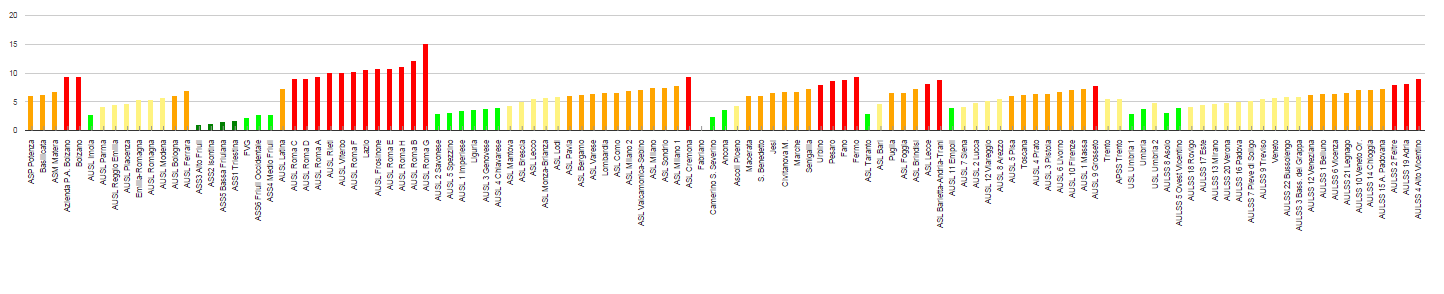 20
15
10
5
0
ASP Potenza
Basilicata
ASM Matera
Azienda P.A. Bolzano
Bolzano
AUSL Imola
AUSL Parma
AUSL Reggio Emilia
AUSL Piacenza
Emilia-Romagna
AUSL Romagna
AUSL Modena
AUSL Bologna
AUSL Ferrara
ASS3 Alto Friuli
ASS2 Isontina
ASS5 Bassa Friulana
ASS1 Triestina
FVG
ASS6 Friuli Occidentale
ASS4 Medio Friuli
AUSL Latina
AUSL Roma C
AUSL Roma D
AUSL Roma A
AUSL Rieti
AUSL Viterbo
AUSL Roma F
Lazio
AUSL Frosinone
AUSL Roma E
AUSL Roma H
AUSL Roma B
AUSL Roma G
AUSL 2 Savonese
AUSL 5 Spezzino
AUSL 1 Imperiese
Liguria
AUSL 3 Genovese
AUSL 4 Chiavarese
ASL Mantova
ASL Brescia
ASL Lecco
ASL Monza Brianza
ASL Lodi
ASL Pavia
ASL Bergamo
ASL Varese
Lombardia
ASL Como
ASL Milano 2
ASL Valcamonica-Sebino
ASL Milano
ASL Sondrio
ASL Milano 1
ASL Cremona
Fabriano
Camerino S. Severino
Ancona
Ascoli Piceno
Macerata
S. Benedetto
Jesi
Civitanova M.
Marche
Senigallia
Urbino
Pesaro
Fano
Fermo
ASL Taranto
ASL Bari
Puglia
ASL Foggia
ASL Brindisi
ASL Lecce
ASL Barletta-Andria-Trani
AUSL 11 Empoli
AUSL 7 Siena
AUSL 2 Lucca
AUSL 12 Viareggio
AUSL 8 Arezzo
AUSL 5 Pisa
Toscana
AUSL 4 Prato
AUSL 3 Pistoia
AUSL 6 Livorno
AUSL 10 Firenze
AUSL 1 Massa
AUSL 9 Grosseto
Trento
APSS Trento
USL Umbria 1
Umbria
USL Umbria 2
AULSS 8 Asolo
AULSS 5 Ovest Vicentino
AULSS 18 Rovigo
AULSS 17 Este
AULSS 13 Mirano
AULSS 20 Verona
AULSS 16 Padova
AULSS 7 Pieve di Soligo
AULSS 9 Treviso
Veneto
AULSS 22 Bussolengo
AULSS 3 Bass. del Grappa
AULSS 12 Veneziana
AULSS 1 Belluno
AULSS 6 Vicenza
AULSS 21 Legnago
AULSS 10 Veneto Or.
AULSS 14 Chioggia
AULSS 15 A. Padovana
AULSS 2 Feltre
AULSS 19 Adria
AULSS 4 Alto Vicentino